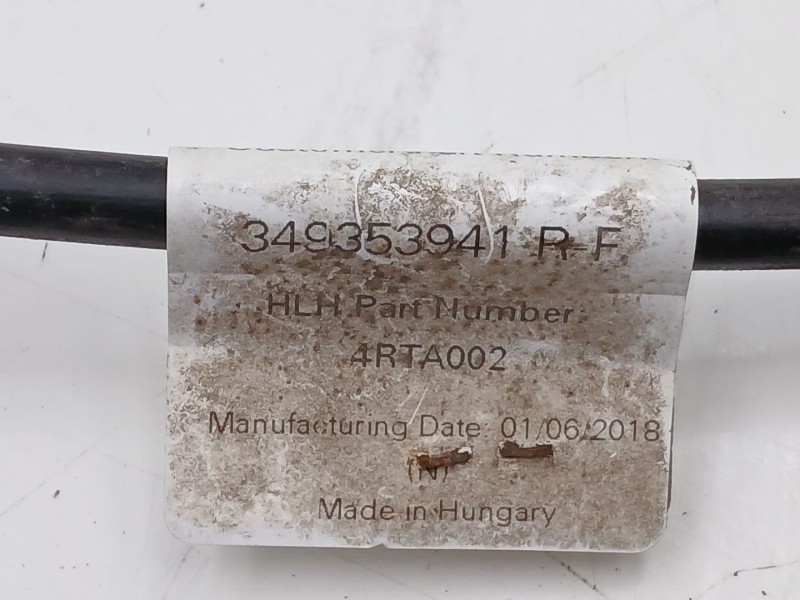 349353941 R-F
HLH Part Number:
4RTA002
Manufacturing Date: 01/06/2018
(N)
Made in Hungary